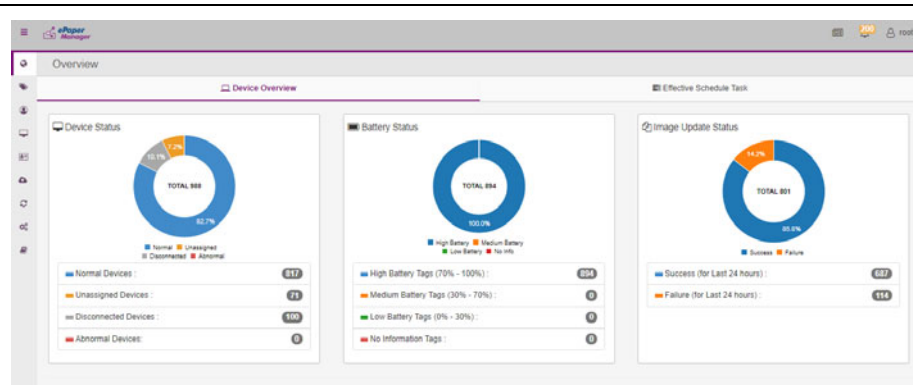 ePaper
Manager
200
root
Overview
Device Overview
Effective Schedule Task
Device Status
7.2%
10.1%
TOTAL 988
82.7%
Normal Unassigned
Disconnected Abnormal
Normal Devices : 817
Unassigned Devices : 71
Disconnected Devices : 100
Abnormal Devices: 0
Battery Status
TOTAL 894
100.0%
High Battery Medium Battery
Low Battery No Info
High Battery Tags (70% - 100%) : 894
Medium Battery Tags (30% - 70%) : 0
Low Battery Tags (0% - 30%) : 0
No Information Tags : 0
Image Update Status
14.2%
TOTAL 801
85.8%
Success Failure
Success (for Last 24 hours) : 687
Failure (for Last 24 hours) : 114